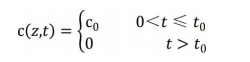 c(z,t) = { c₀    0<t ⩽ t₀
0    t > t₀